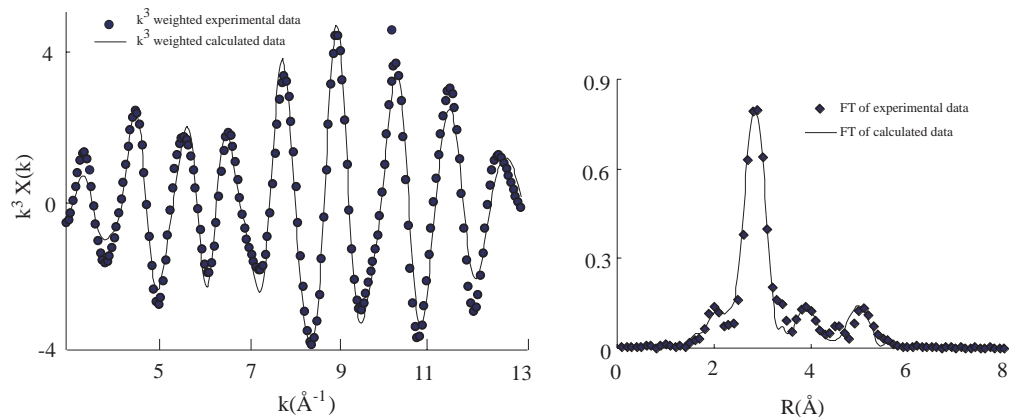 k³ weighted experimental data
k³ weighted calculated data
4
0
-4
k³ X(k)
5
7
9
11
13
k(Å⁻¹)
0.9
0.6
0.3
0
FT of experimental data
FT of calculated data
0
2
4
6
8
R(Å)